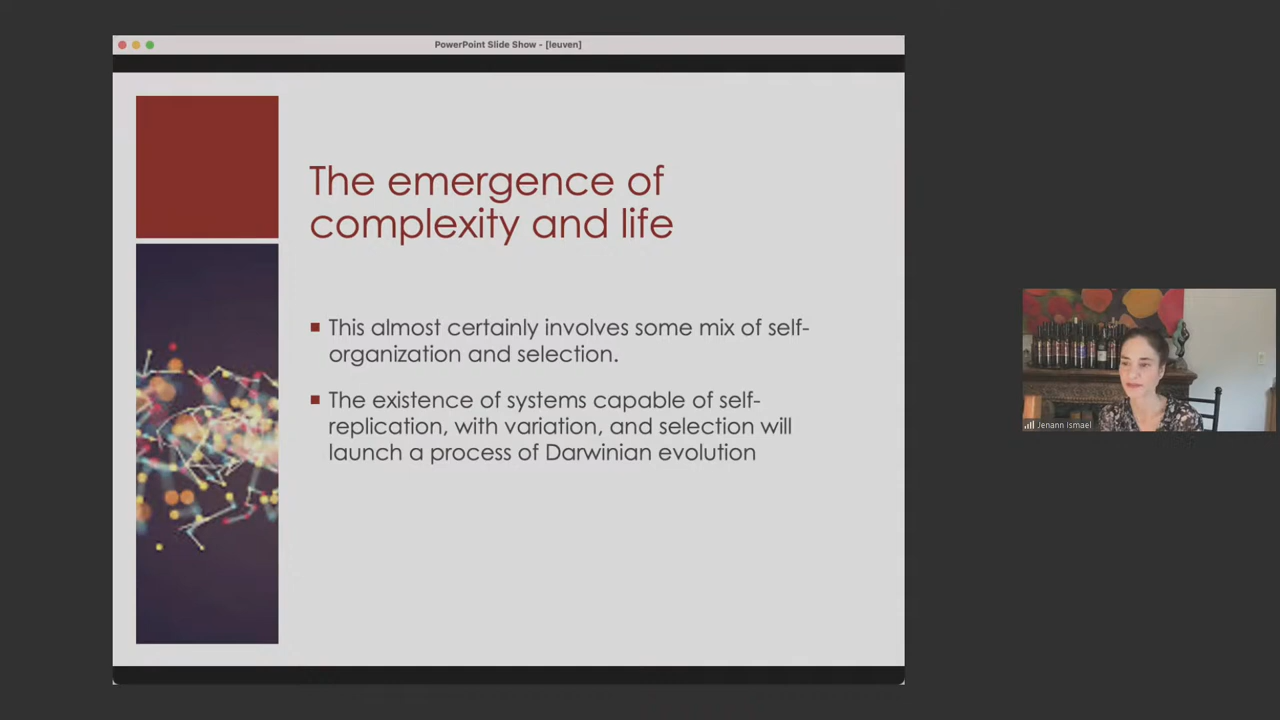 PowerPoint Slide Show - [leuven]
The emergence of
complexity and life
This almost certainly involves some mix of self-
organization and selection.
The existence of systems capable of self-
replication, with variation, and selection will
launch a process of Darwinian evolution
Jenann Ismael